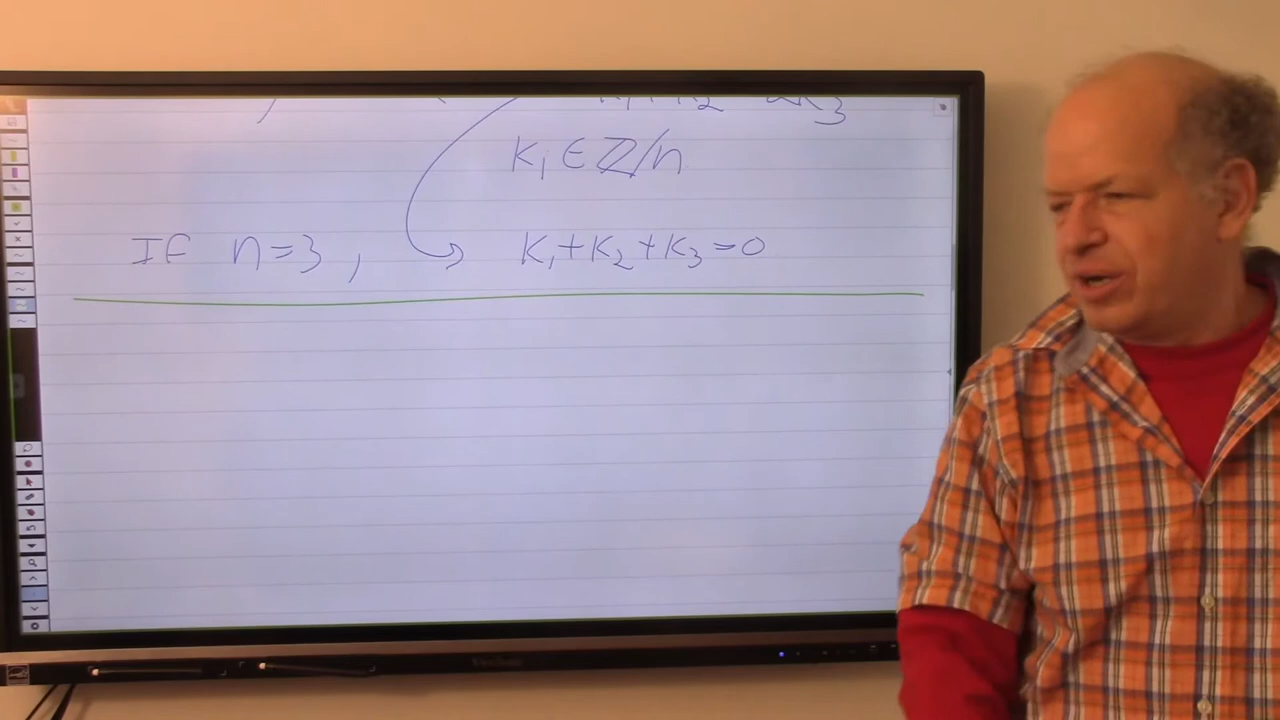 K₁ ∈ ℤ/n
If n=3, K₁+K₂+K₃=0